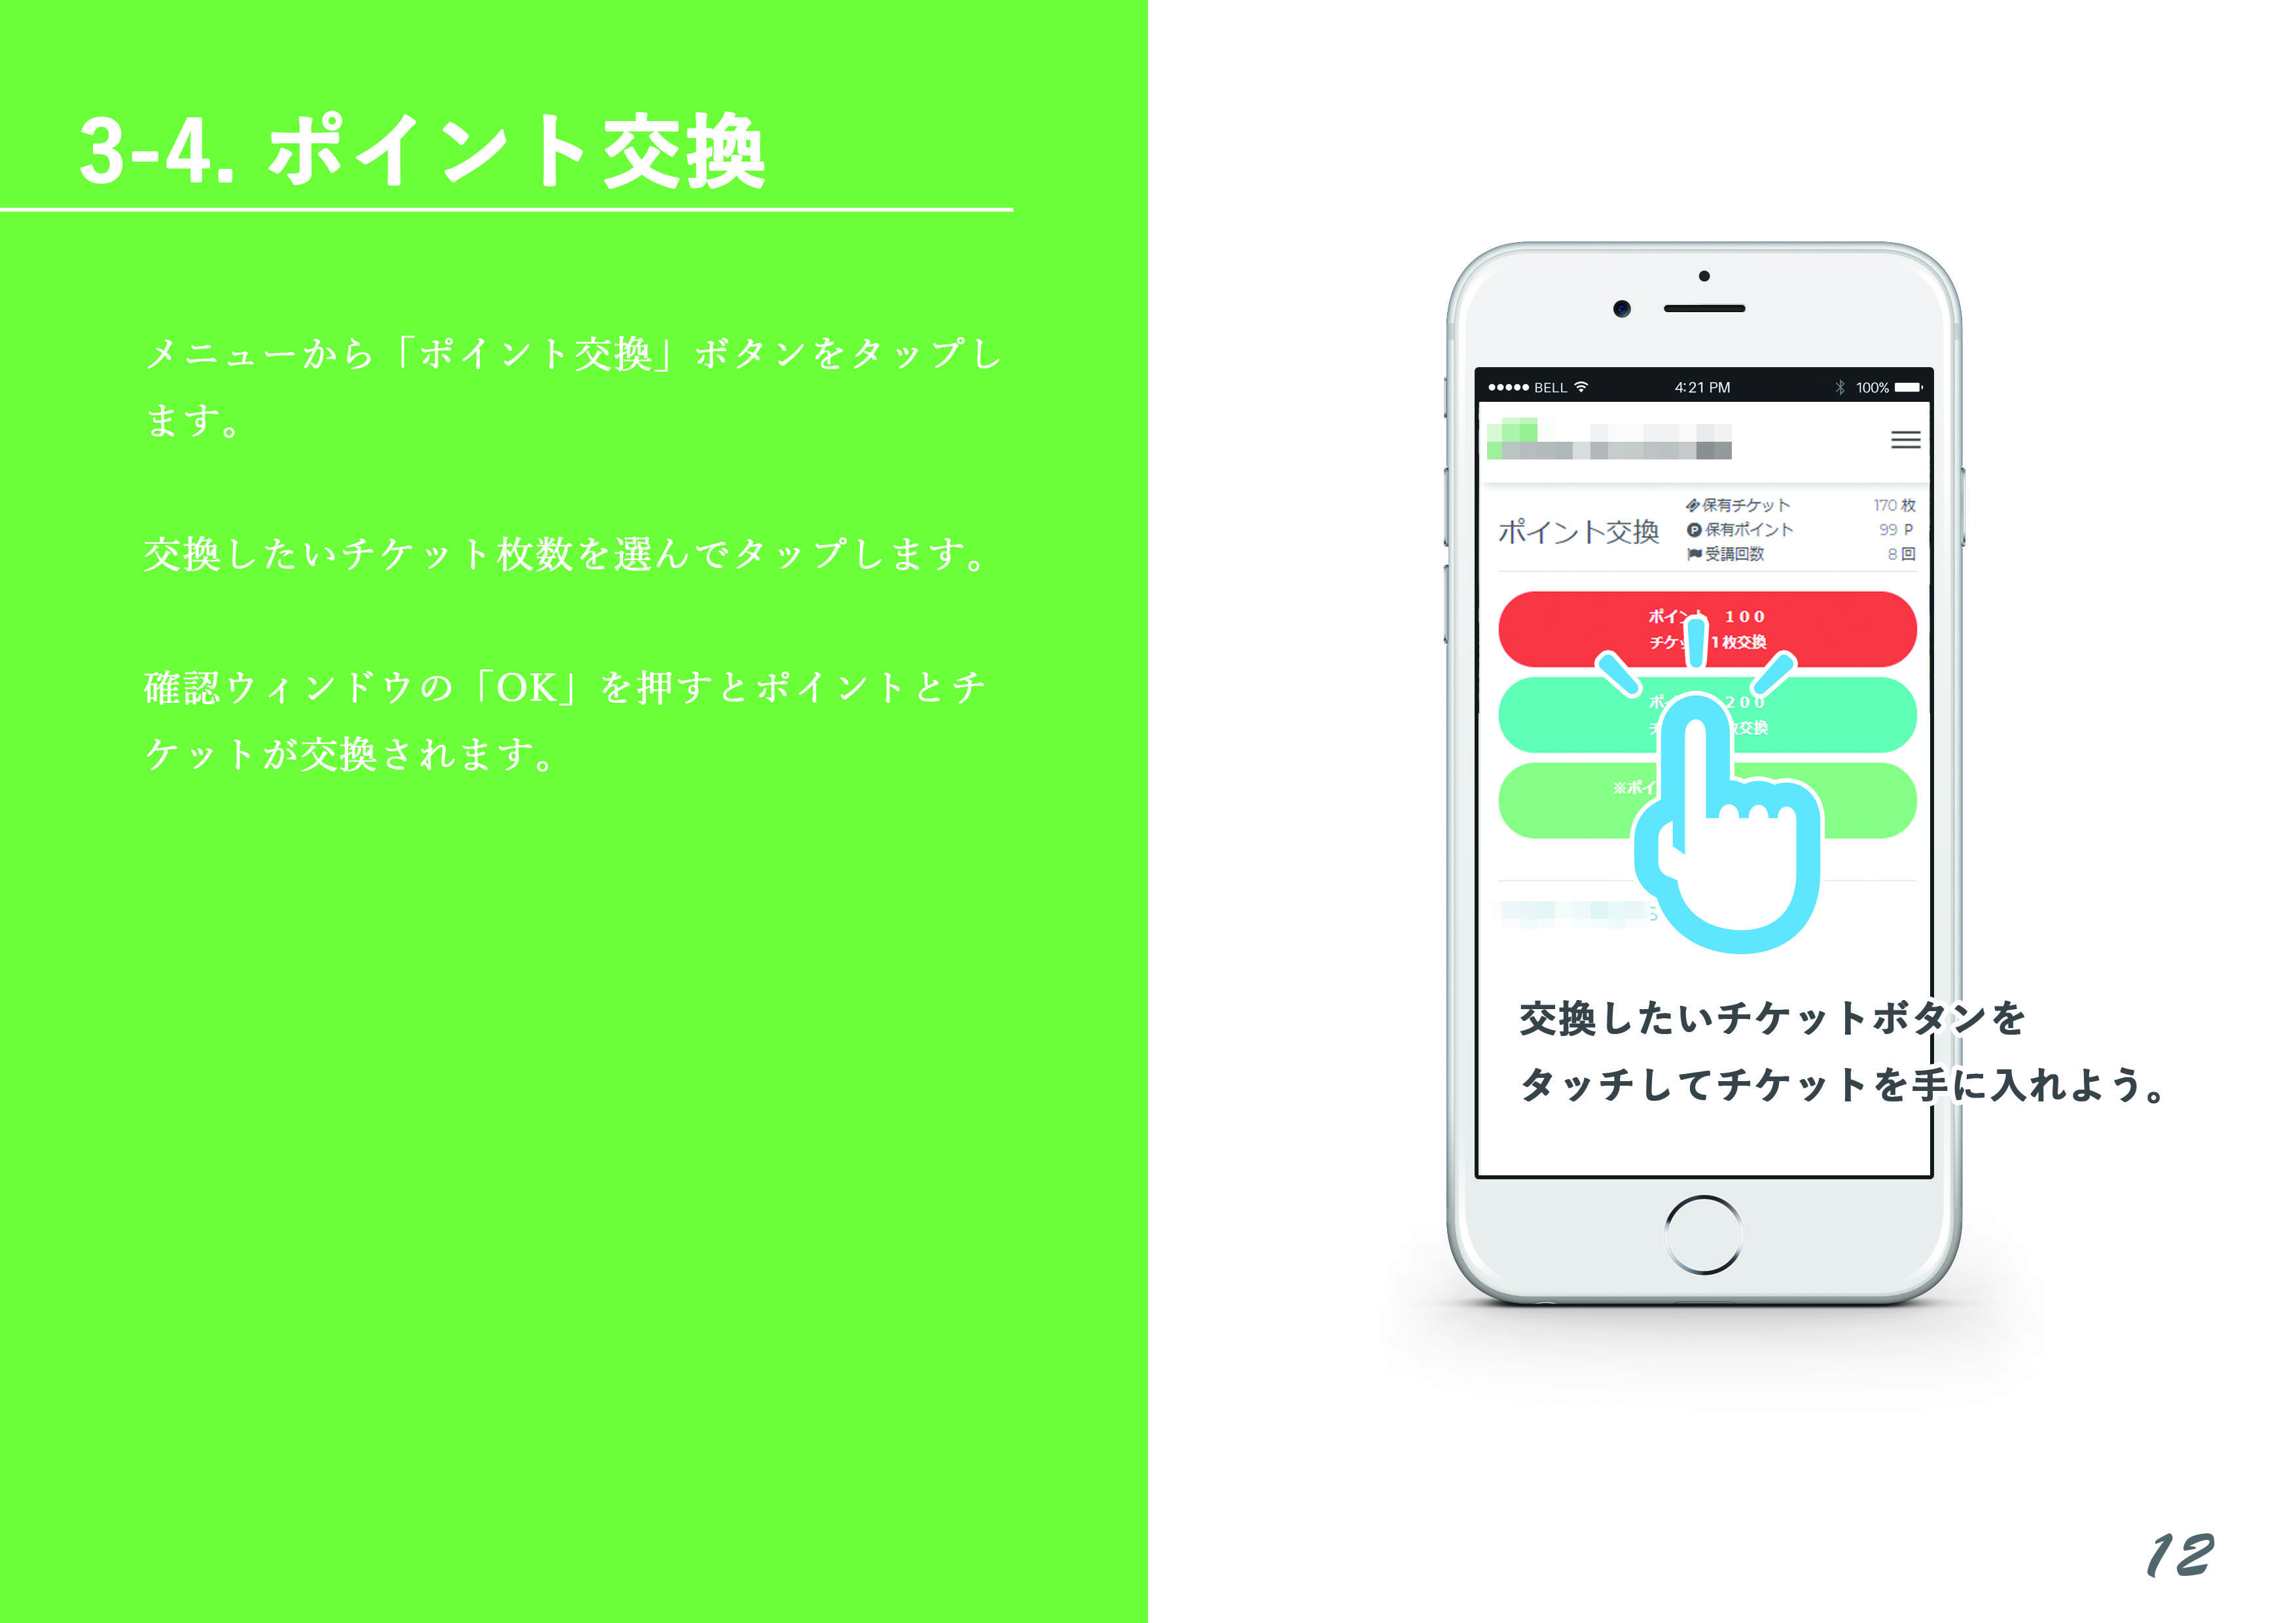 3-4. ポイント交換
メニューから「ポイント交換」ボタンをタップし
ます。
交換したいチケット枚数を選んでタップします。
確認ウィンドウの「OK」を押すとポイントとチ
ケットが交換されます。
BELL 4:21 PM 100%
保有チケット 170 枚
ポイント交換
保有ポイント 99 P
受講回数 8 回
100
1枚交換
200
交換
交換したいチケットボタンを
タッチしてチケットを手に入れよう。
12